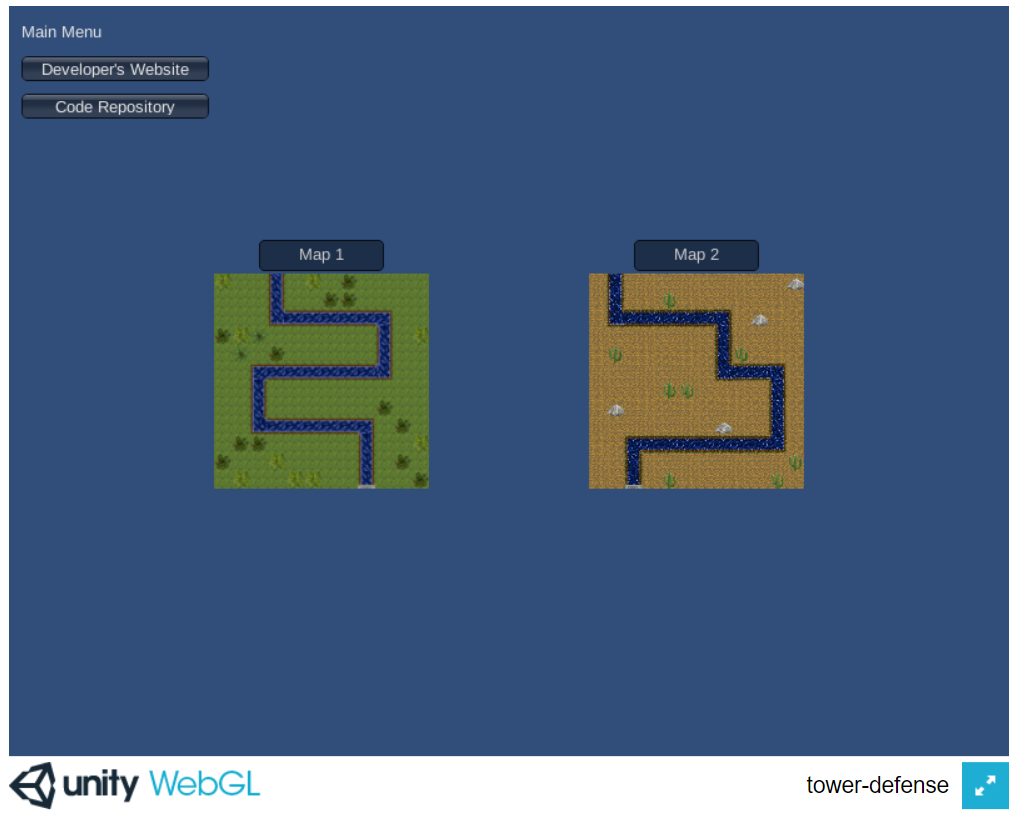 Main Menu
Developer's Website
Code Repository
Map 1
Map 2
unity WebGL
tower-defense